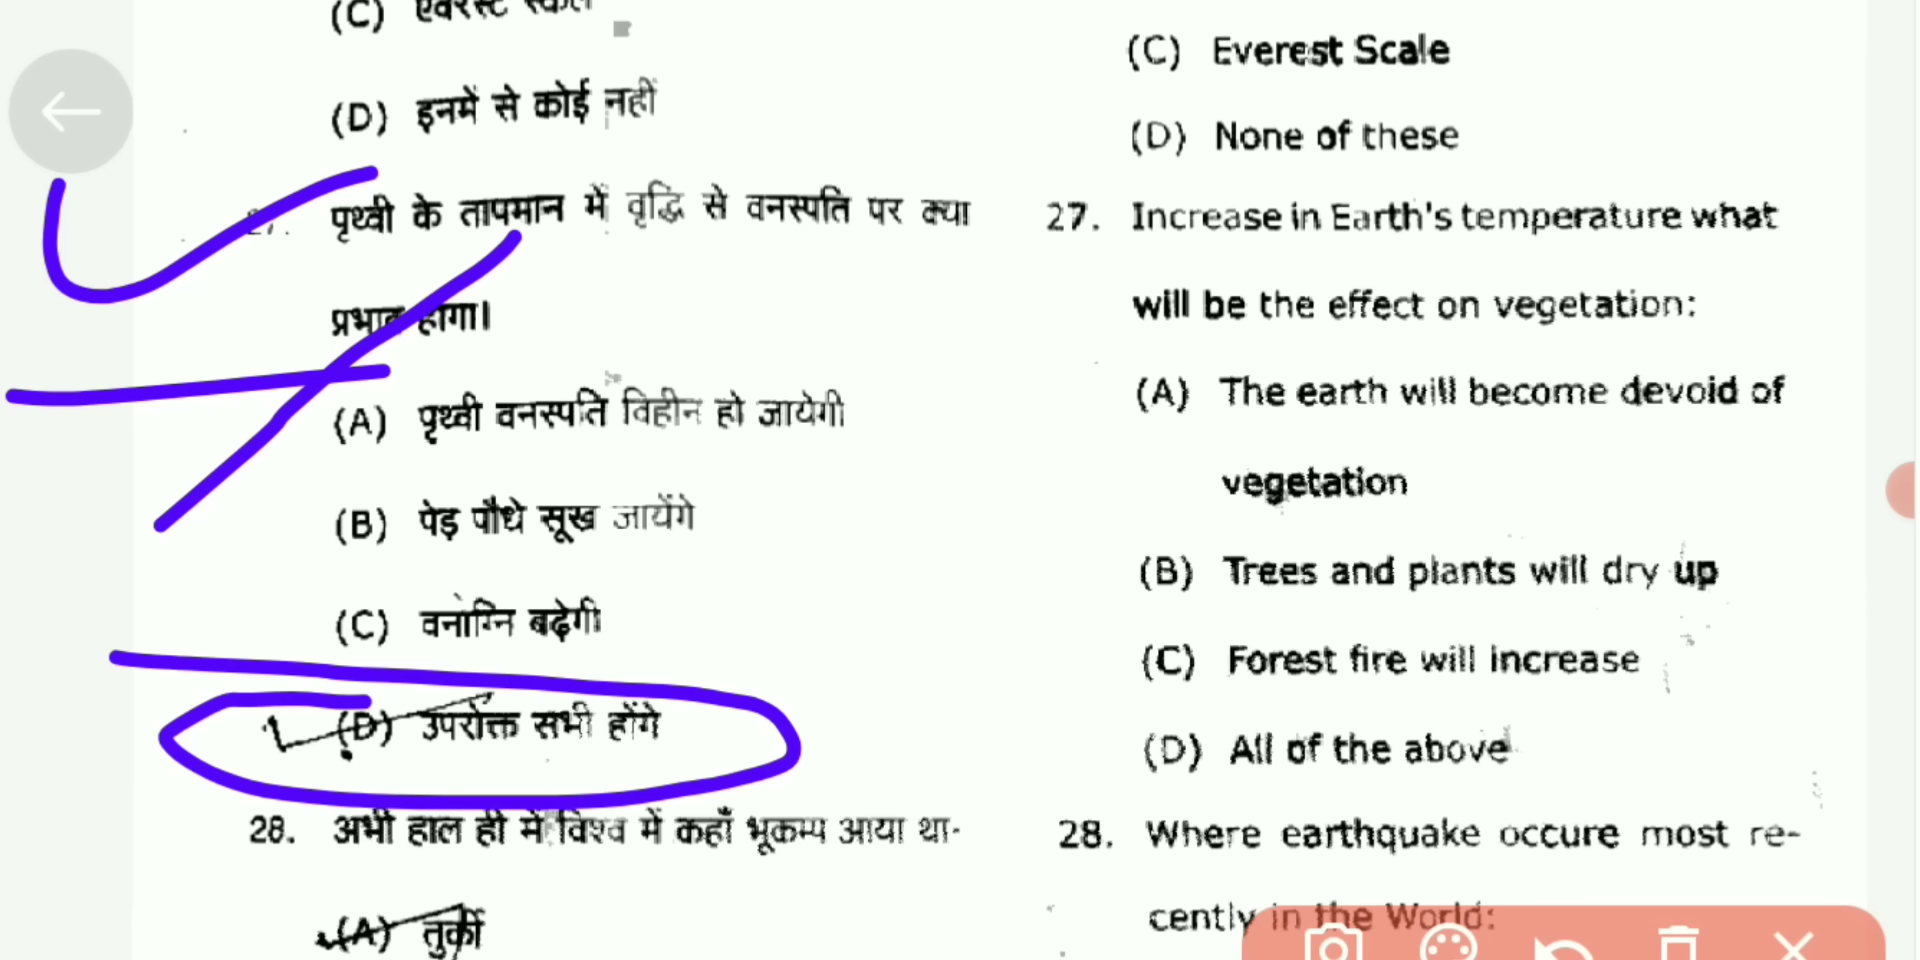 (C) एवरेस्ट स्केल
(D) इनमें से कोई नहीं
27. पृथ्वी के तापमान में वृद्धि से वनस्पति पर क्या
प्रभाव होगा।
(A) पृथ्वी वनस्पति विहीन हो जायेगी
(B) पेड़ पौधे सूख जायेंगे
(C) वनाग्नि बढ़ेगी
(D) उपरोक्त सभी होंगे
28. अभी हाल ही में विश्व में कहाँ भूकम्प आया था-
(A) तुर्की
(C) Everest Scale
(D) None of these
27. Increase in Earth's temperature what
will be the effect on vegetation:
(A) The earth will become devoid of
vegetation
(B) Trees and plants will dry up
(C) Forest fire will increase
(D) All of the above
28. Where earthquake occure most re-
cently in the World: